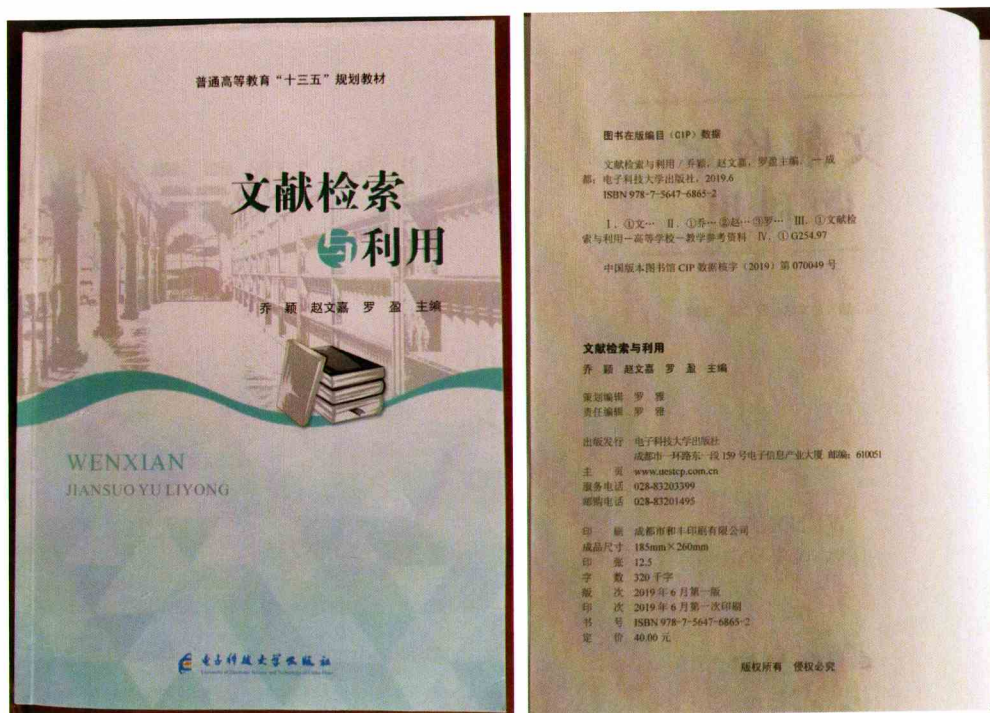 普通高等教育“十三五”规划教材
文献检索
与利用
乔 颖 赵文嘉 罗 盈 主编
WENXIAN
JIANSUO YU LIYONG
电子科技大学出版社
图书在版编目（CIP）数据
文献检索与利用 / 乔颖，赵文嘉，罗盈主编. — 成
都：电子科技大学出版社，2019.6
ISBN 978-7-5647-6865-2
Ⅰ. ①文… Ⅱ. ①乔… ②赵… ③罗… Ⅲ. ①文献检
索与利用－高等学校－教学参考资料 Ⅳ. ①G254.97
中国版本图书馆 CIP 数据核字（2019）第 070049 号
文献检索与利用
乔 颖 赵文嘉 罗 盈 主编
策划编辑 罗 雅
责任编辑 罗 雅
出版发行 电子科技大学出版社
成都市一环路东一段 159 号电子信息产业大厦 邮编：610051
主 页 www.uestcp.com.cn
服务电话 028-83203399
邮购电话 028-83201495
印 刷 成都市和丰印刷有限公司
成品尺寸 185mm×260mm
印 张 12.5
字 数 320 千字
版 次 2019 年 6 月第一版
印 次 2019 年 6 月第一次印刷
书 号 ISBN 978-7-5647-6865-2
定 价 40.00 元
版权所有 侵权必究